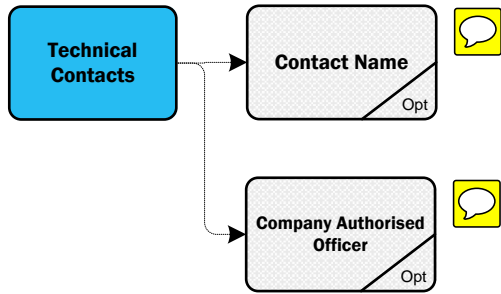 Technical
Contacts
Contact Name
Opt
Company Authorised
Officer
Opt